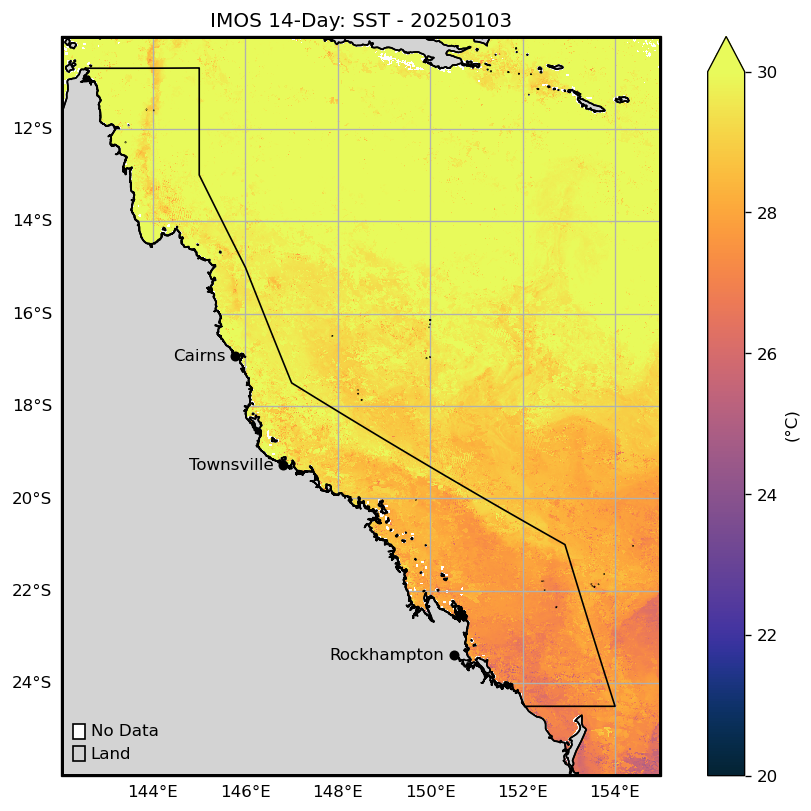 IMOS 14-Day: SST - 20250103
12°S
14°S
16°S
18°S
20°S
22°S
24°S
Cairns
Townsville
Rockhampton
No Data
Land
144°E
146°E
148°E
150°E
152°E
154°E
30
28
26
24
22
20
(°C)